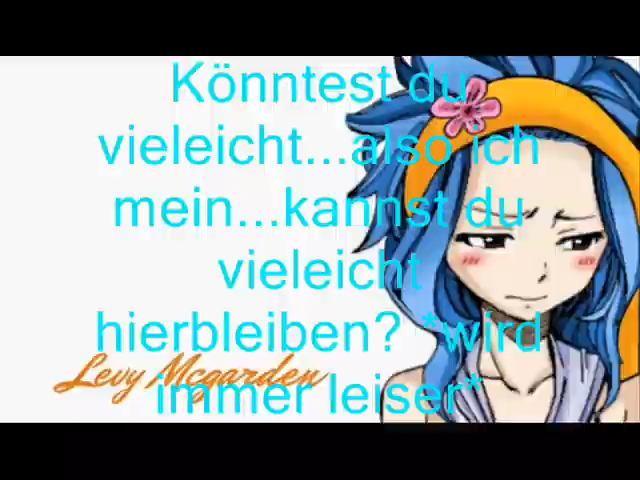 Könntest du
vieleicht...also ich
mein...kannst du
vieleicht
hierbleiben? *wird
immer leiser*
Levy Mcgarden